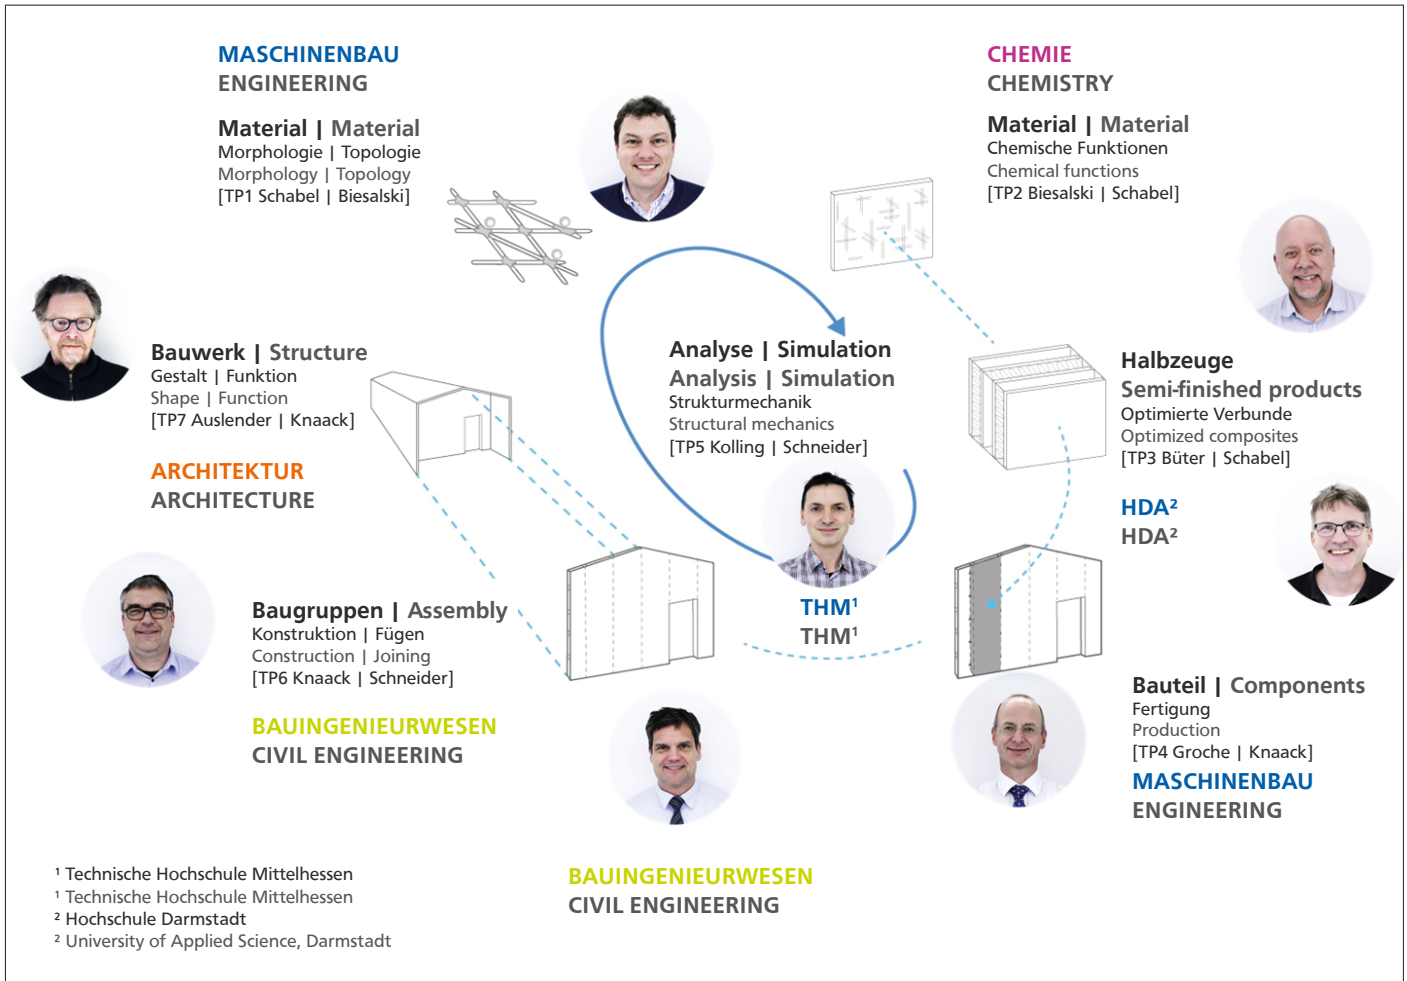 MASCHINENBAU
ENGINEERING
Material | Material
Morphologie | Topologie
Morphology | Topology
[TP1 Schabel | Biesalski]
CHEMIE
CHEMISTRY
Material | Material
Chemische Funktionen
Chemical functions
[TP2 Biesalski | Schabel]
Bauwerk | Structure
Gestalt | Funktion
Shape | Function
[TP7 Auslender | Knaack]
ARCHITEKTUR
ARCHITECTURE
Analyse | Simulation
Analysis | Simulation
Strukturmechanik
Structural mechanics
[TP5 Kolling | Schneider]
THM¹
THM¹
Halbzeuge
Semi-finished products
Optimierte Verbunde
Optimized composites
[TP3 Büter | Schabel]
HDA²
HDA²
Baugruppen | Assembly
Konstruktion | Fügen
Construction | Joining
[TP6 Knaack | Schneider]
BAUINGENIEURWESEN
CIVIL ENGINEERING
Bauteil | Components
Fertigung
Production
[TP4 Groche | Knaack]
MASCHINENBAU
ENGINEERING
BAUINGENIEURWESEN
CIVIL ENGINEERING
¹ Technische Hochschule Mittelhessen
¹ Technische Hochschule Mittelhessen
² Hochschule Darmstadt
² University of Applied Science, Darmstadt